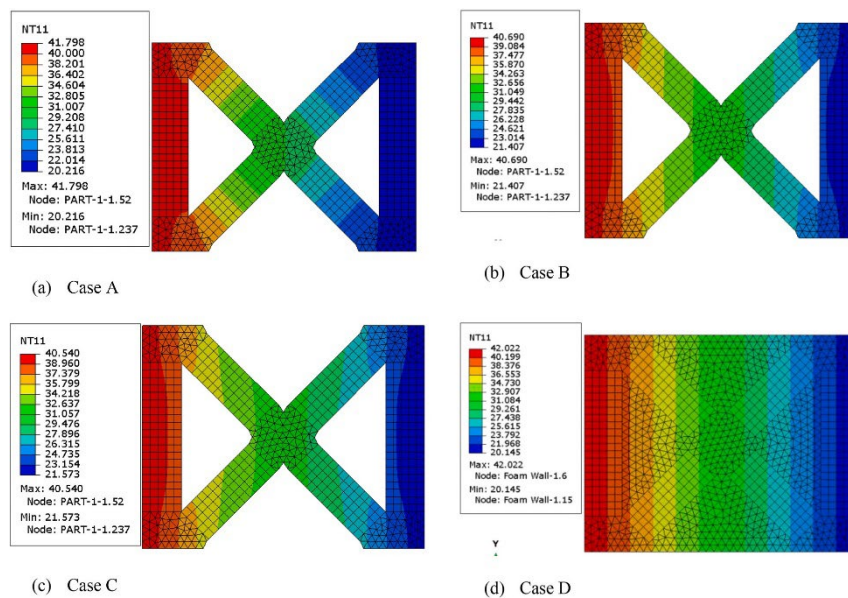 NT11
41.798
40.000
38.201
36.402
34.604
32.805
31.007
29.208
27.410
25.611
23.813
22.014
20.216
Max: 41.798
Node: PART-1-1.52
Min: 20.216
Node: PART-1-1.237
(a) Case A
NT11
40.690
39.084
37.477
35.870
34.263
32.656
31.049
29.442
27.835
26.228
24.621
23.014
21.407
Max: 40.690
Node: PART-1-1.52
Min: 21.407
Node: PART-1-1.237
(b) Case B
NT11
40.540
38.960
37.379
35.799
34.218
32.637
31.057
29.476
27.896
26.315
24.735
23.154
21.573
Max: 40.540
Node: PART-1-1.52
Min: 21.573
Node: PART-1-1.237
(c) Case C
NT11
42.022
40.199
38.376
36.553
34.730
32.907
31.084
29.261
27.438
25.615
23.792
21.968
20.145
Max: 42.022
Node: Foam Wall-1.6
Min: 20.145
Node: Foam Wall-1.15
Y
(d) Case D